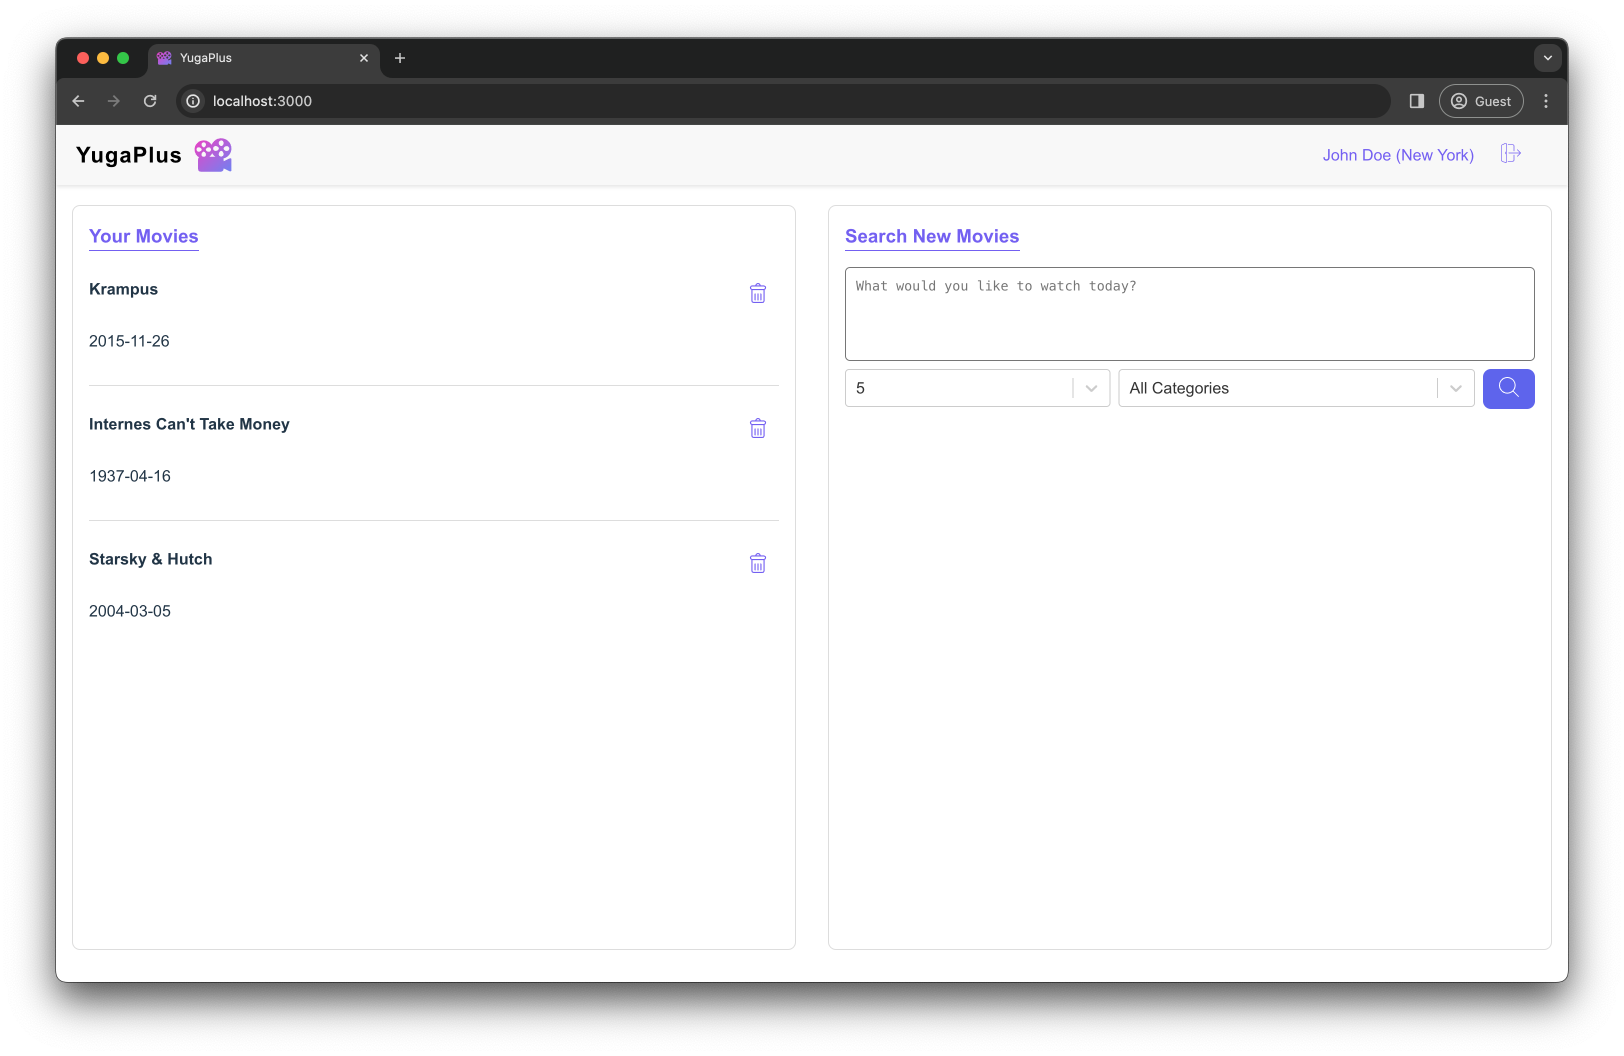 YugaPlus
localhost:3000
Guest
YugaPlus
John Doe (New York)
Your Movies
Krampus
2015-11-26
Internes Can't Take Money
1937-04-16
Starsky & Hutch
2004-03-05
Search New Movies
What would you like to watch today?
5
All Categories